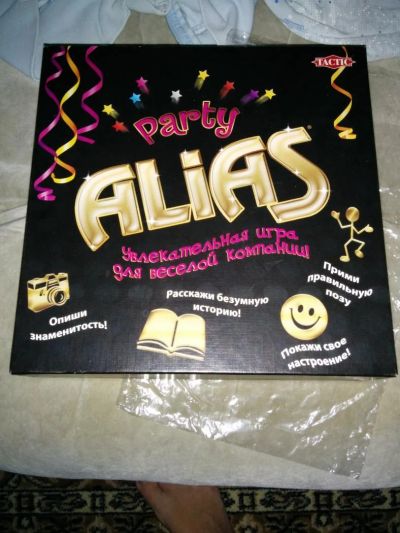 TACTIC
Party
ALiAS
Увлекательная игра
для веселой компании!
Прими
правильную
позу
Расскажи безумную
историю!
Опиши
знаменитость!
Покажи свое
настроение!